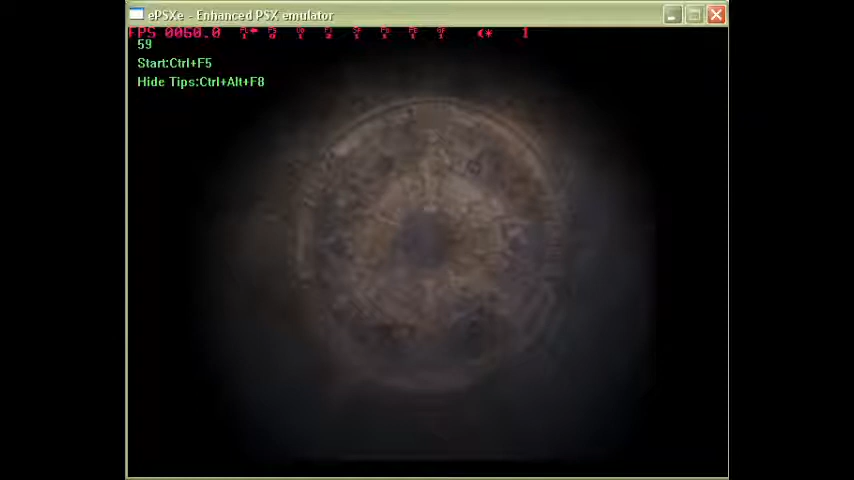 ePSXe - Enhanced PSX emulator
FPS 0050.0
1
59
Start:Ctrl+F5
Hide Tips:Ctrl+Alt+F8